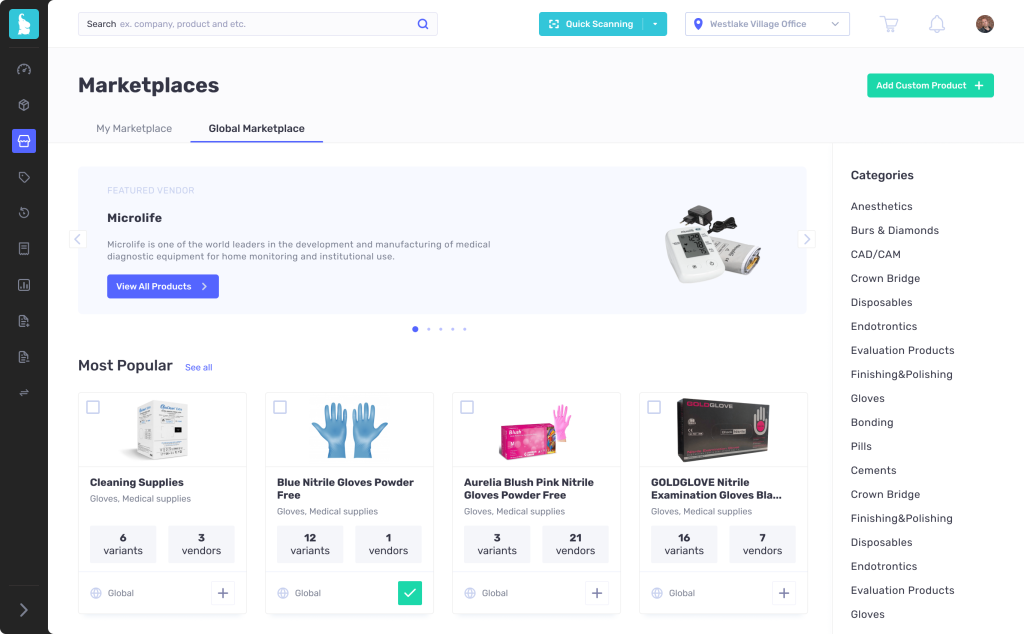 Search ex. company, product and etc.
Quick Scanning
Westlake Village Office
Marketplaces
Add Custom Product
My Marketplace
Global Marketplace
FEATURED VENDOR
Microlife
Microlife is one of the world leaders in the development and manufacturing of medical
diagnostic equipment for home monitoring and institutional use.
View All Products
Most Popular
See all
Cleaning Supplies
Gloves, Medical supplies
6
variants
3
vendors
Global
Blue Nitrile Gloves Powder
Free
Gloves, Medical supplies
12
variants
1
vendors
Global
Blush
Aurelia Blush Pink Nitrile
Gloves Powder Free
Gloves, Medical supplies
3
variants
21
vendors
Global
GOLDGLOVE
GOLDGLOVE Nitrile
Examination Gloves Bla...
Gloves, Medical supplies
16
variants
7
vendors
Global
Categories
Anesthetics
Burs & Diamonds
CAD/CAM
Crown Bridge
Disposables
Endotrontics
Evaluation Products
Finishing&Polishing
Gloves
Bonding
Pills
Cements
Crown Bridge
Finishing&Polishing
Disposables
Endotrontics
Evaluation Products
Gloves